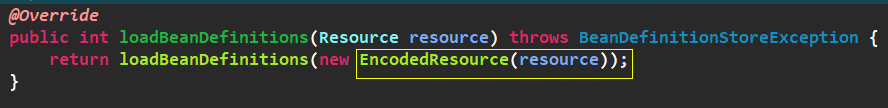 @Override
public int loadBeanDefinitions(Resource resource) throws BeanDefinitionStoreException {
    return loadBeanDefinitions(new EncodedResource(resource));
}